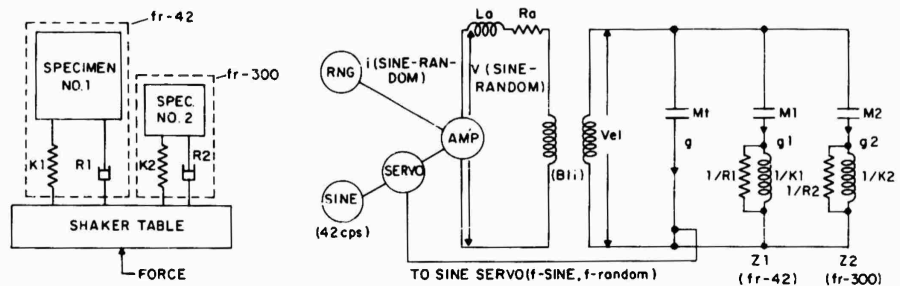 fr-42
SPECIMEN
NO.1
fr-300
SPEC.
NO. 2
K1
R1
K2
R2
SHAKER TABLE
FORCE
La
Ra
RNG
i (SINE-RAN-
DOM)
V (SINE-
RANDOM)
AMP
SERVO
SINE
(42cps)
(Bli)
Vel
Mt
g
M1
g1
1/R1
1/K1
M2
g2
1/R2
1/K2
TO SINE SERVO(f-SINE, f-random)
Z1
(fr-42)
Z2
(fr-300)